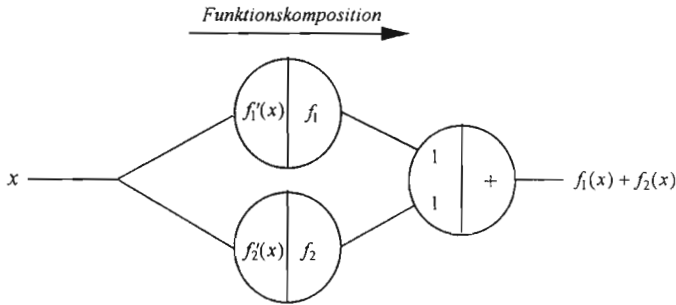 Funktionskomposition
f₁′(x) f₁
x
1
1
+
f₁(x) + f₂(x)
f₂′(x) f₂